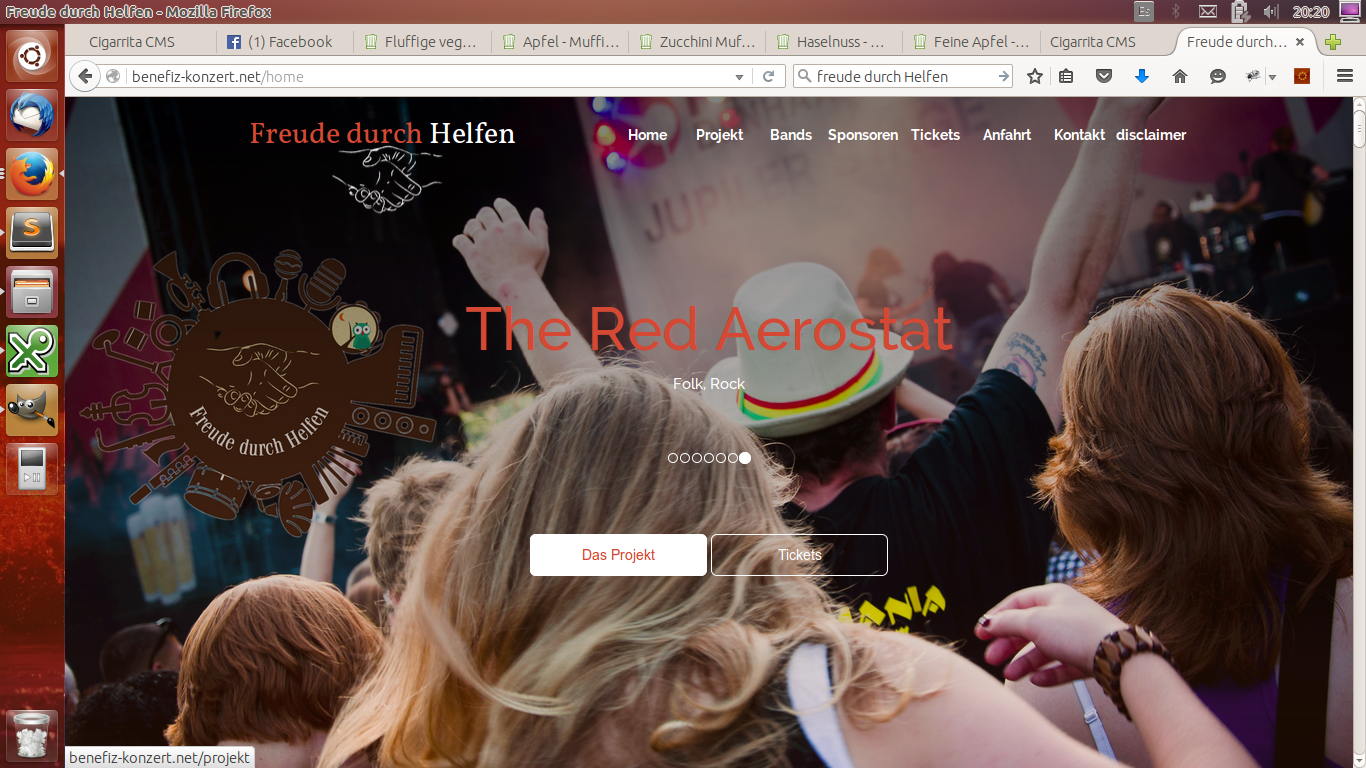 Freude durch Helfen - Mozilla Firefox
Es
20:20
Cigarrita CMS
(1) Facebook
Fluffige veg…
Apfel - Muffi…
Zucchini Muf…
Haselnuss - …
Feine Apfel -…
Cigarrita CMS
Freude durch…
benefiz-konzert.net/home
freude durch Helfen
Freude durch Helfen
Home
Projekt
Bands
Sponsoren
Tickets
Anfahrt
Kontakt
disclaimer
JUPI
The Red Aerostat
Folk, Rock
Freude durch Helfen
Das Projekt
Tickets
ANIA
benefiz-konzert.net/projekt